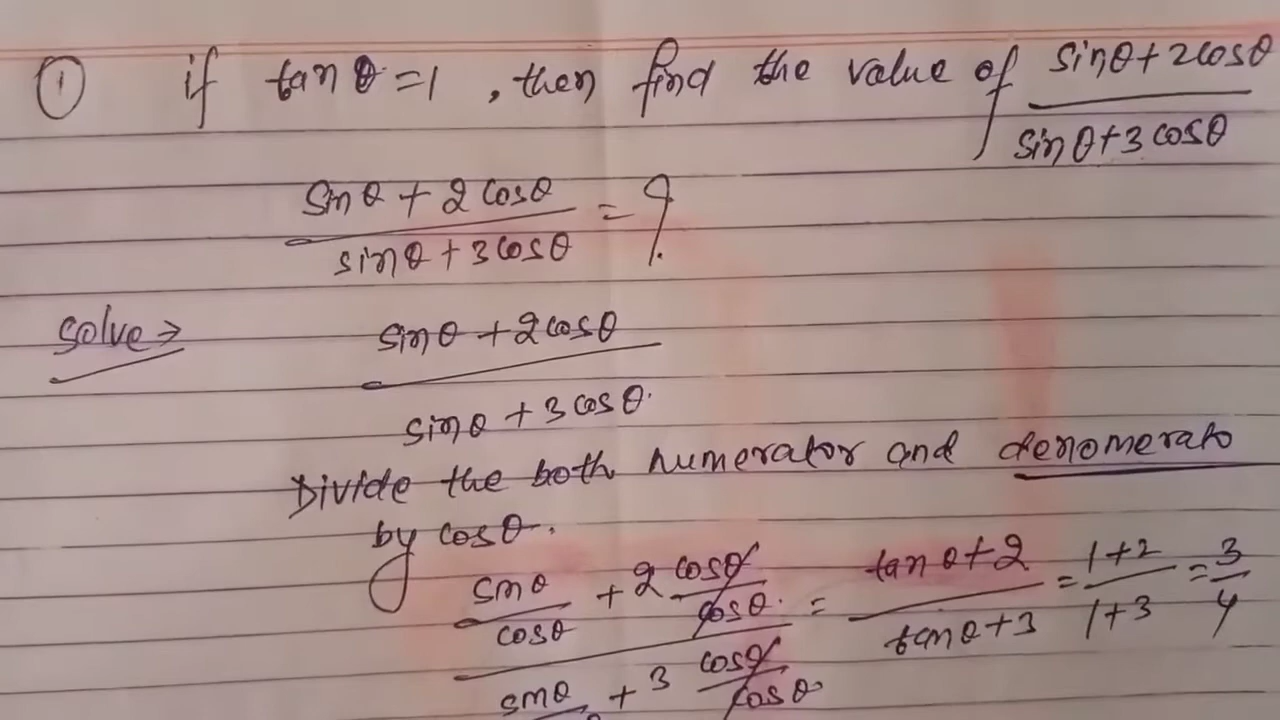 ① if tanθ=1, then find the value of (sinθ+2cosθ)/(sinθ+3cosθ)
(sinθ+2cosθ)/(sinθ+3cosθ) = ?
Solve⇒ (sinθ+2cosθ)/
(sinθ+3cosθ).
Divide the both numerator and denomerato
by cosθ.
sinθ/cosθ + 2 cosθ/cosθ. = (tanθ+2)/(tanθ+3) = (1+2)/(1+3) = 3/4
sinθ + 3 cosθ/cosθ